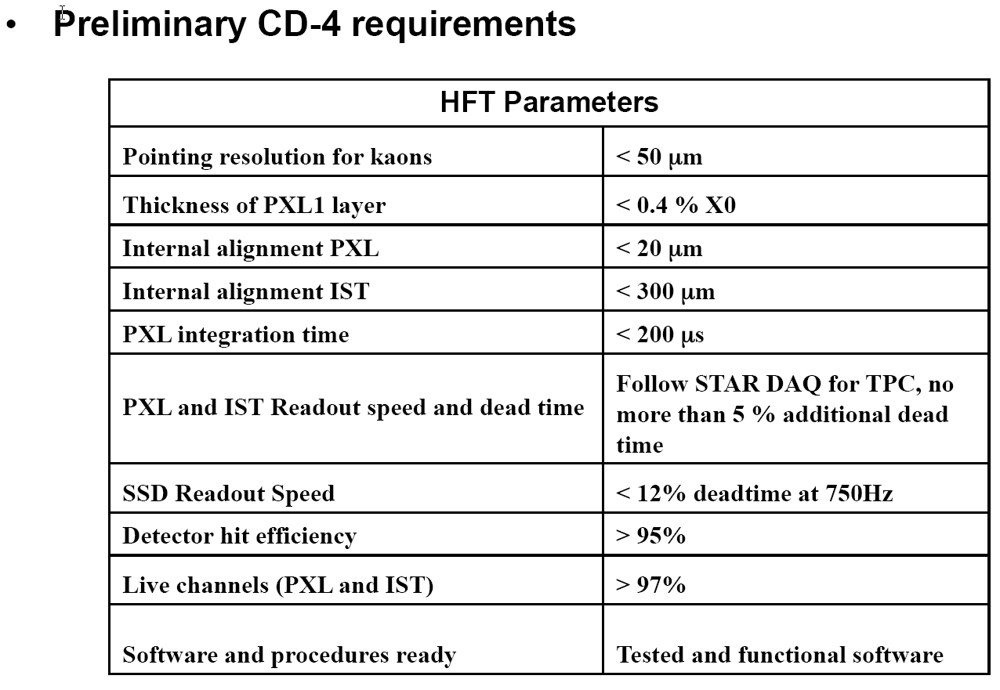 • Preliminary CD-4 requirements
HFT Parameters
Pointing resolution for kaons < 50 μm
Thickness of PXL1 layer < 0.4 % X0
Internal alignment PXL < 20 μm
Internal alignment IST < 300 μm
PXL integration time < 200 μs
PXL and IST Readout speed and dead time
Follow STAR DAQ for TPC, no
more than 5 % additional dead
time
SSD Readout Speed < 12% deadtime at 750Hz
Detector hit efficiency > 95%
Live channels (PXL and IST) > 97%
Software and procedures ready Tested and functional software